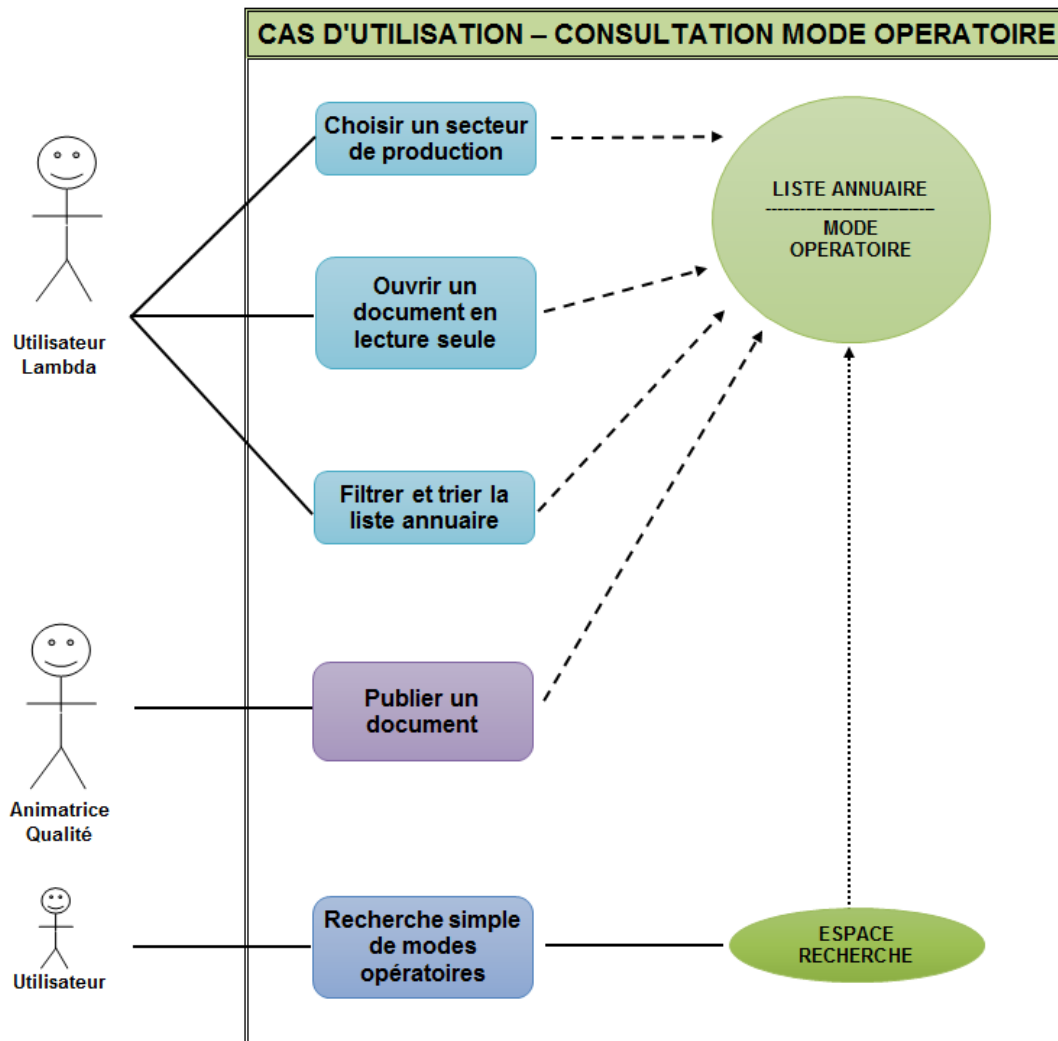 CAS D'UTILISATION – CONSULTATION MODE OPERATOIRE
Choisir un secteur
de production
LISTE ANNUAIRE
MODE
OPERATOIRE
Ouvrir un
document en
lecture seule
Utilisateur
Lambda
Filtrer et trier la
liste annuaire
Publier un
document
Animatrice
Qualité
Recherche simple
de modes
opératoires
ESPACE
RECHERCHE
Utilisateur